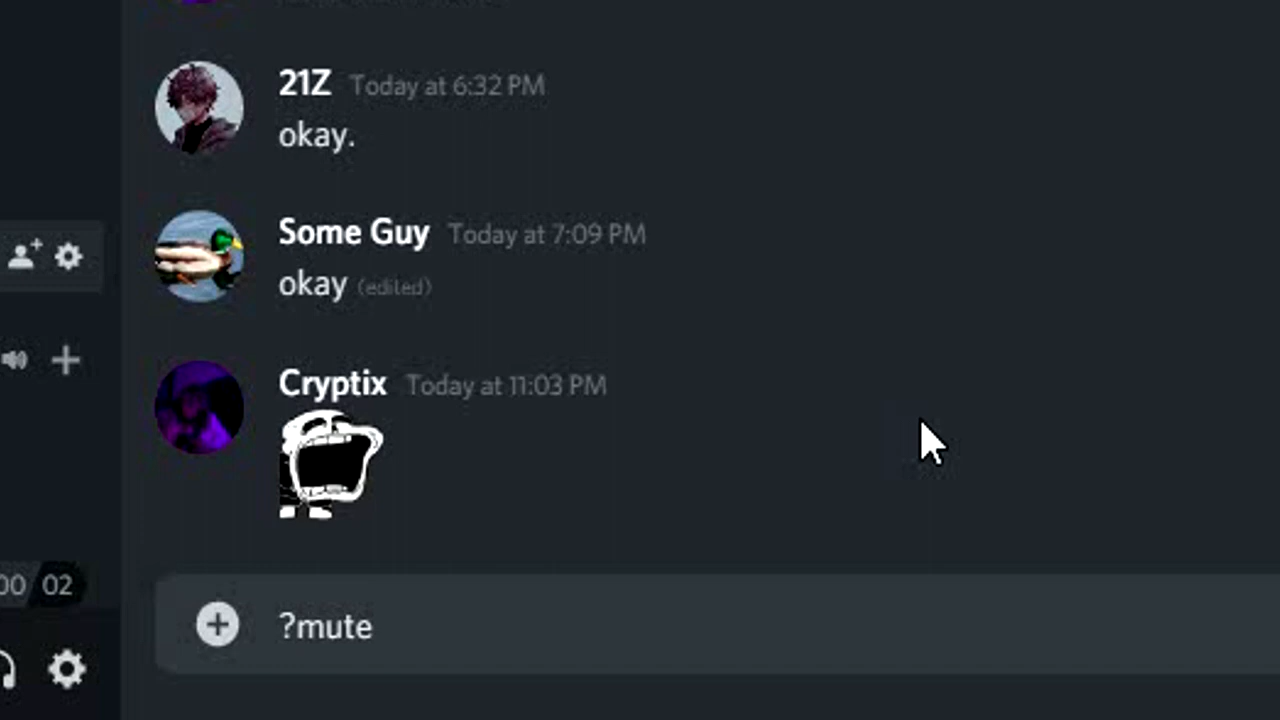 21Z Today at 6:32 PM
okay.
Some Guy Today at 7:09 PM
okay (edited)
Cryptix Today at 11:03 PM
00 02
?mute